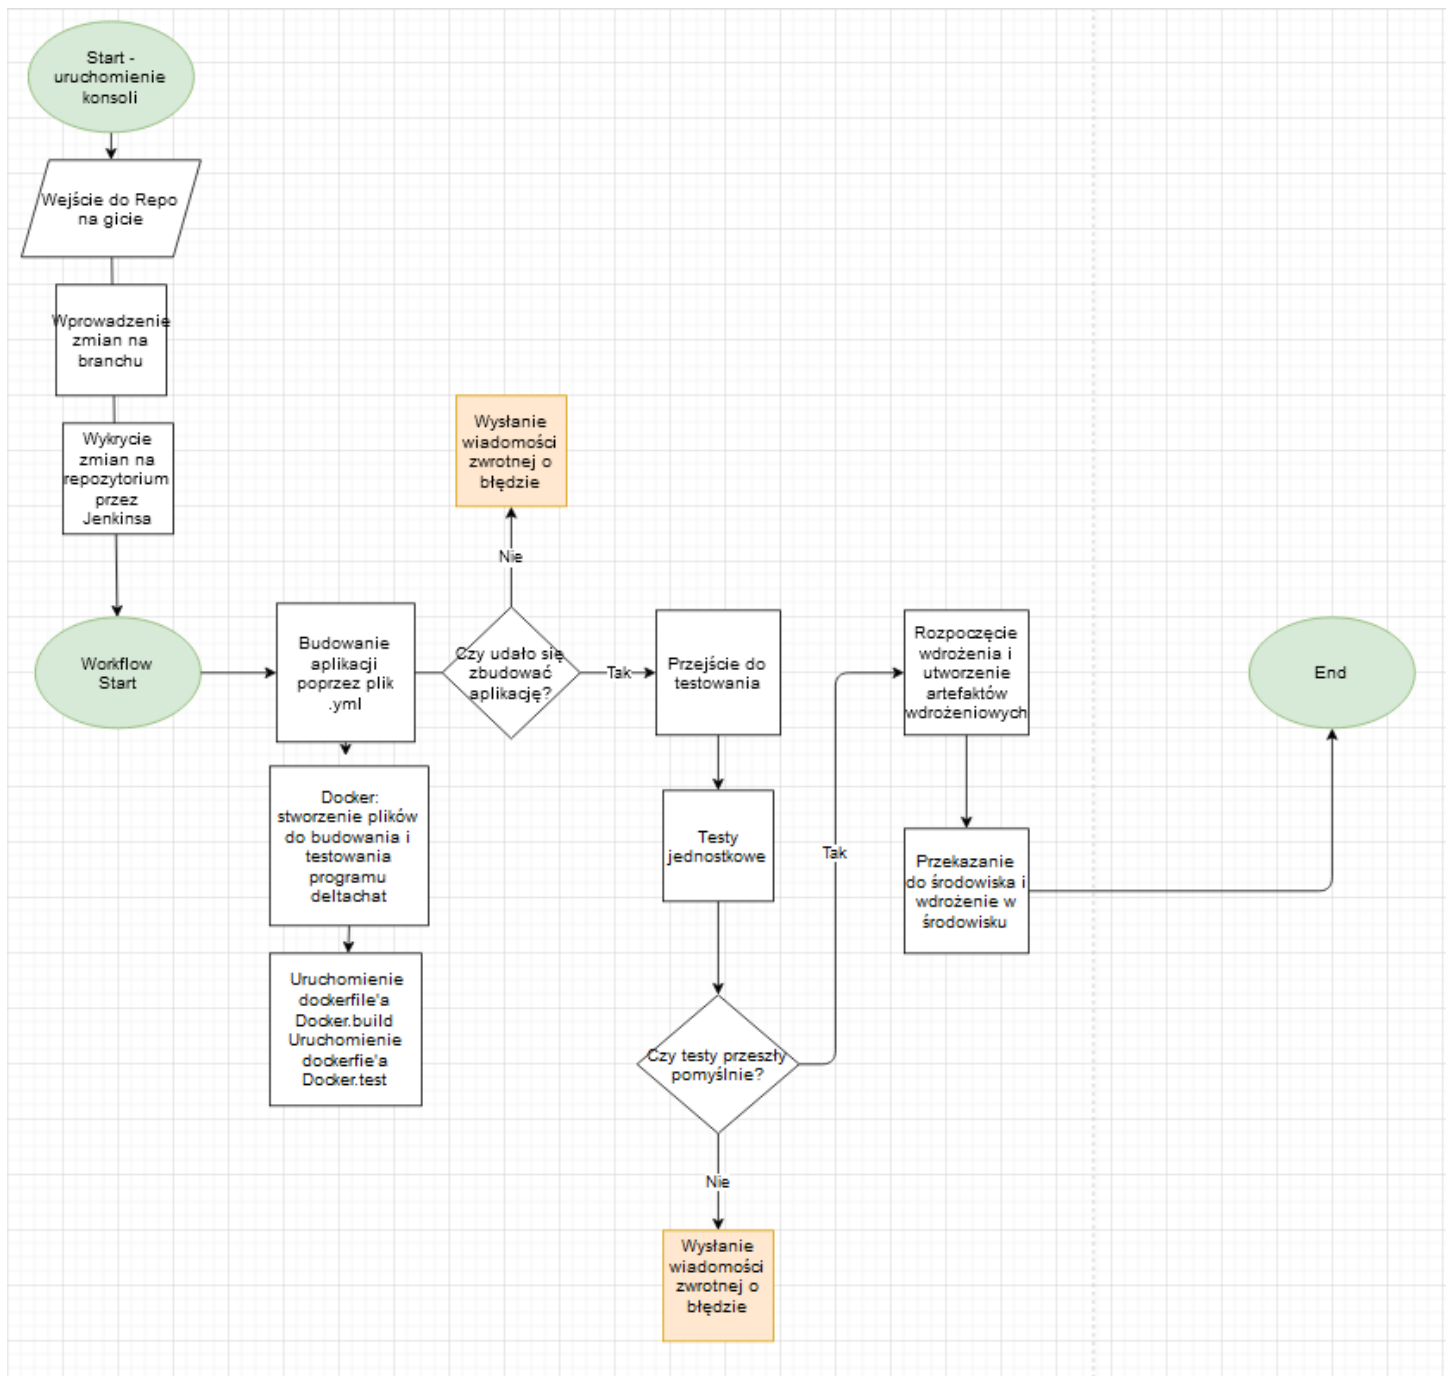 Start -
uruchomienie
konsoli
Wejście do Repo
na gicie
Wprowadzenie
zmian na
branchu
Wykrycie
zmian na
repozytorium
przez
Jenkinsa
Workflow
Start
Budowanie
aplikacji
poprzez plik
.yml
Docker:
stworzenie plików
do budowania i
testowania
programu
deltachat
Uruchomienie
dockerfile'a
Docker.build
Uruchomienie
dockerfie'a
Docker.test
Czy udało się
zbudować
aplikację?
Nie
Wysłanie
wiadomości
zwrotnej o
błędzie
Tak
Przejście do
testowania
Testy
jednostkowe
Czy testy przeszły
pomyślnie?
Nie
Wysłanie
wiadomości
zwrotnej o
błędzie
Tak
Rozpoczęcie
wdrożenia i
utworzenie
artefaktów
wdrożeniowych
Przekazanie
do środowiska i
wdrożenie w
środowisku
End